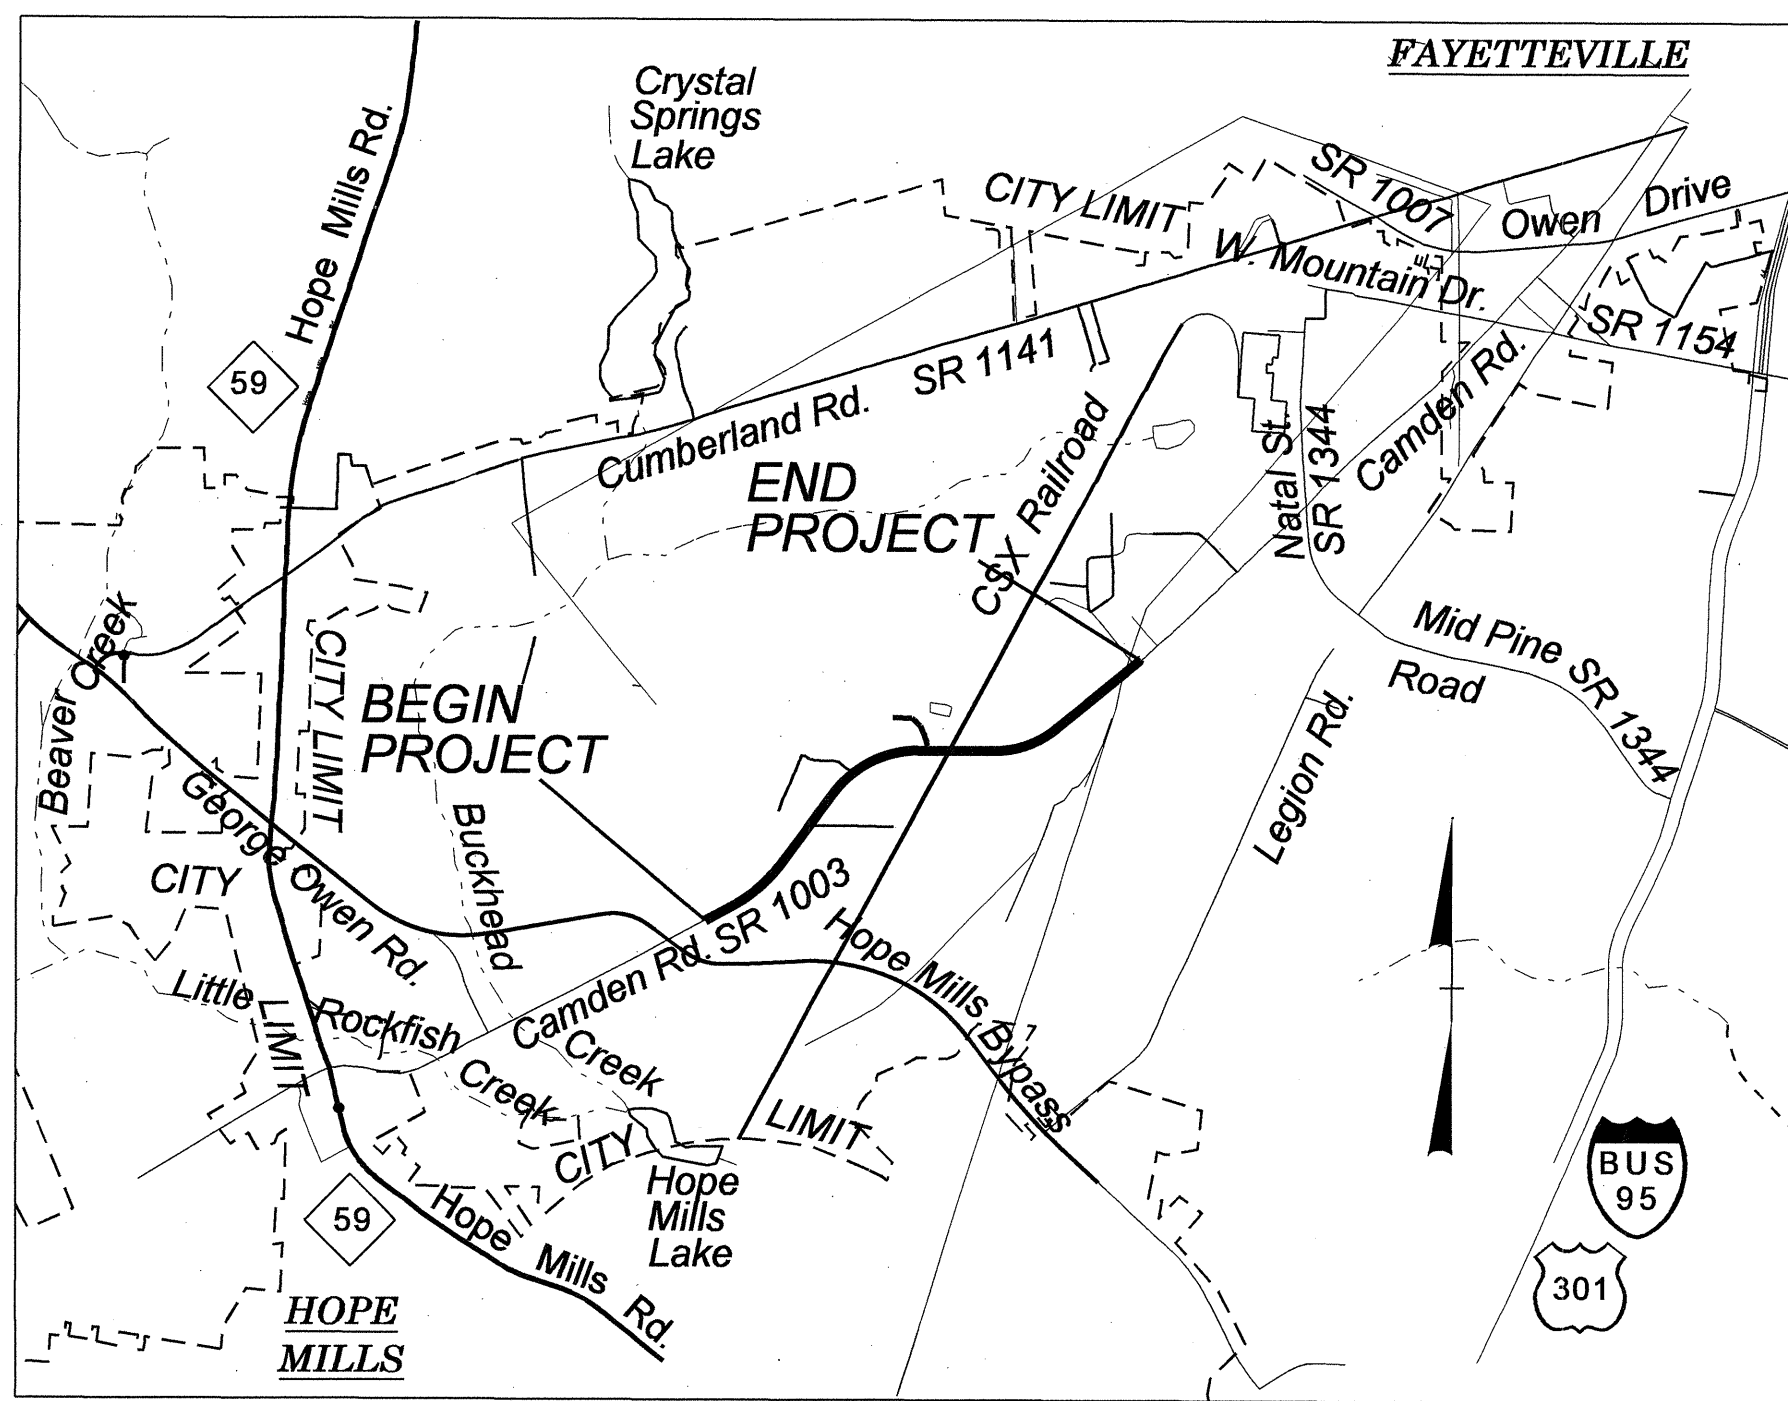 FAYETTEVILLE
Crystal
Springs
Lake
Hope Mills Rd.
SR 1007
Owen Drive
CITY LIMIT
W. Mountain Dr.
SR 1154
59
SR 1141
Cumberland Rd.
Camden Rd.
Natal St.
SR 1344
END
PROJECT
CSX Railroad
Mid Pine SR 1344
Road
Beaver Creek
CITY LIMIT
BEGIN
PROJECT
Legion Rd.
George Owen Rd.
Buckhead
Creek
CITY
LIMIT
Camden Rd. SR 1003
Hope Mills Bypass
Little Rockfish
Creek
CITY LIMIT
Hope
Mills
Lake
BUS
95
301
59
Hope Mills Rd.
HOPE
MILLS